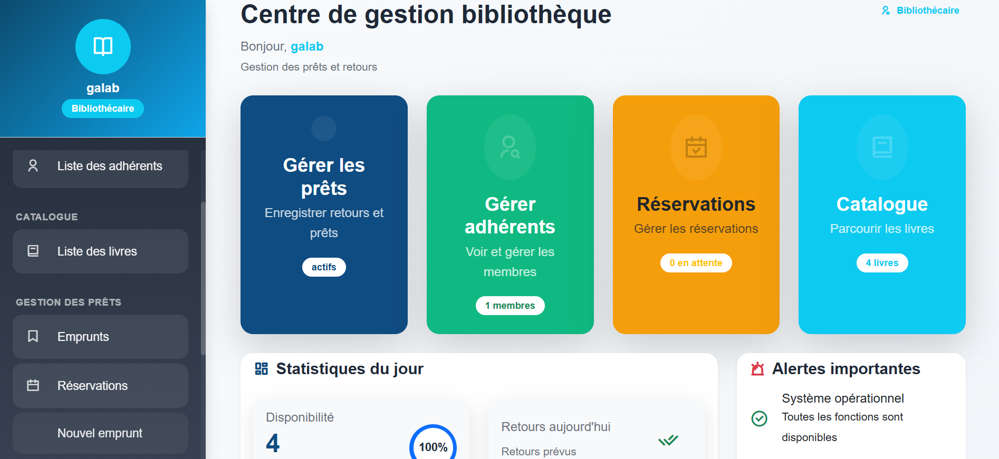 galab
Bibliothécaire
Liste des adhérents
CATALOGUE
Liste des livres
GESTION DES PRÊTS
Emprunts
Réservations
Nouvel emprunt
Centre de gestion bibliothèque
Bibliothécaire
Bonjour, galab
Gestion des prêts et retours
Gérer les
prêts
Enregistrer retours et
prêts
actifs
Gérer
adhérents
Voir et gérer les
membres
1 membres
Réservations
Gérer les réservations
0 en attente
Catalogue
Parcourir les livres
4 livres
Statistiques du jour
Disponibilité
4
100%
Retours aujourd'hui
Retours prévus
Alertes importantes
Système opérationnel
Toutes les fonctions sont
disponibles